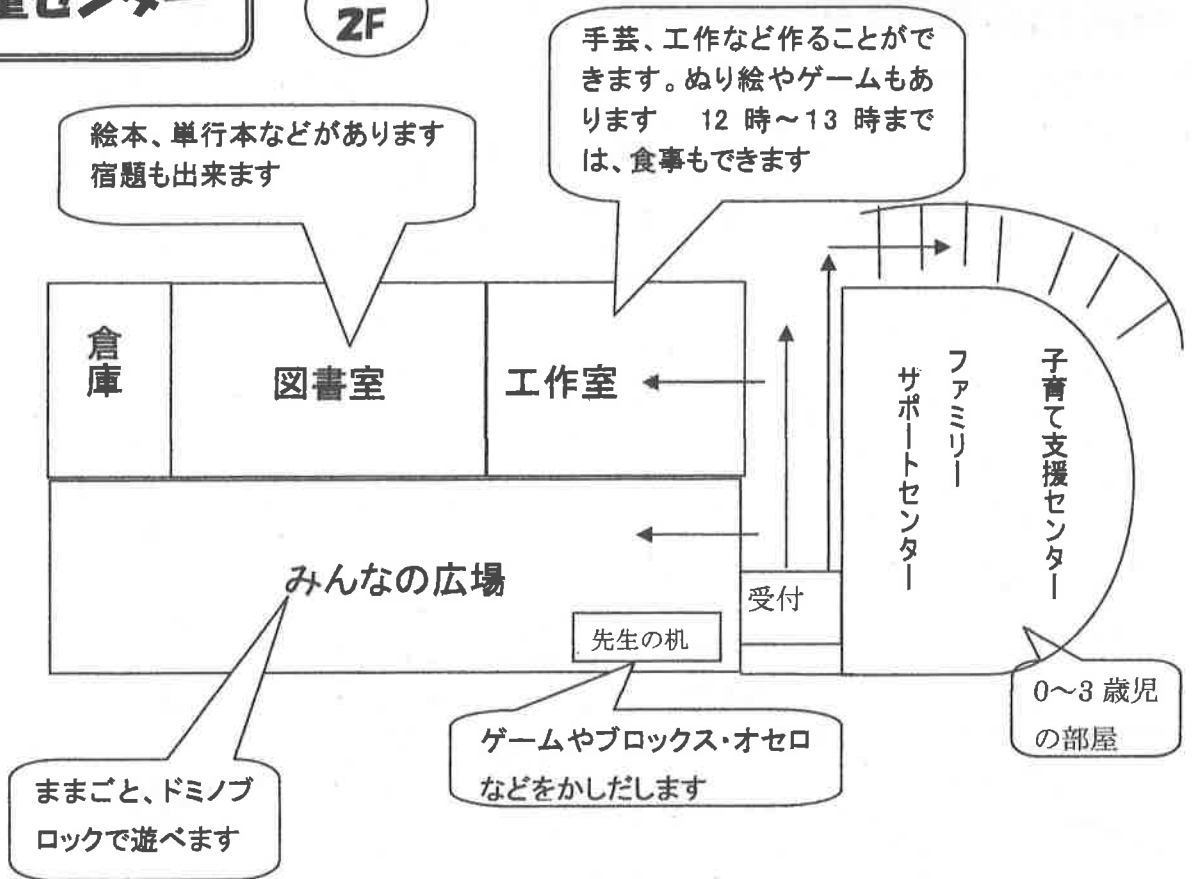 童センター
2F
手芸、工作など作ることがで
きます。ぬり絵やゲームもあ
ります 12 時～13 時まで
は、食事もできます
絵本、単行本などがあります
宿題も出来ます
倉庫
図書室
工作室
ファミリー
サポートセンター
子育て支援センター
みんなの広場
受付
先生の机
0～3 歳児
の部屋
ゲームやブロックス・オセロ
などをかしだします
ままごと、ドミノブ
ロックで遊べます